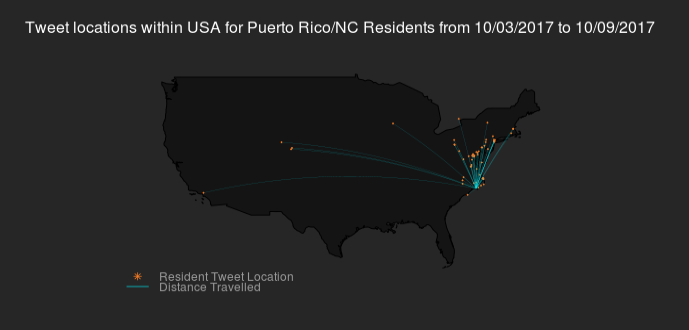 Tweet locations within USA for Puerto Rico/NC Residents from 10/03/2017 to 10/09/2017
Resident Tweet Location
Distance Travelled